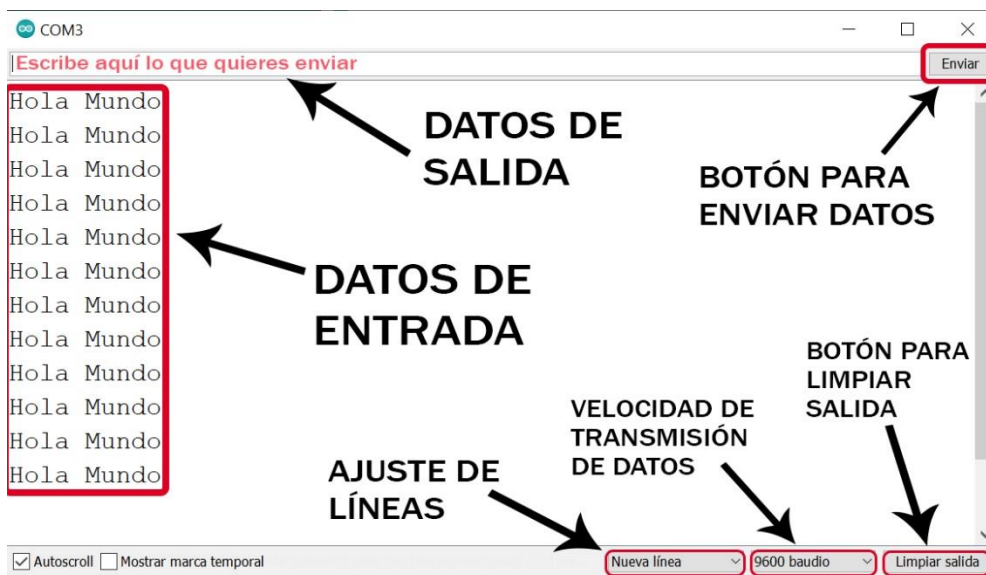 COM3
Escribe aquí lo que quieres enviar
Enviar
Hola Mundo
Hola Mundo
Hola Mundo
Hola Mundo
Hola Mundo
Hola Mundo
Hola Mundo
Hola Mundo
Hola Mundo
Hola Mundo
Hola Mundo
Hola Mundo
DATOS DE
SALIDA
BOTÓN PARA
ENVIAR DATOS
DATOS DE
ENTRADA
BOTÓN PARA
LIMPIAR
SALIDA
VELOCIDAD DE
TRANSMISIÓN
DE DATOS
AJUSTE DE
LÍNEAS
Autoscroll Mostrar marca temporal
Nueva línea
9600 baudio
Limpiar salida